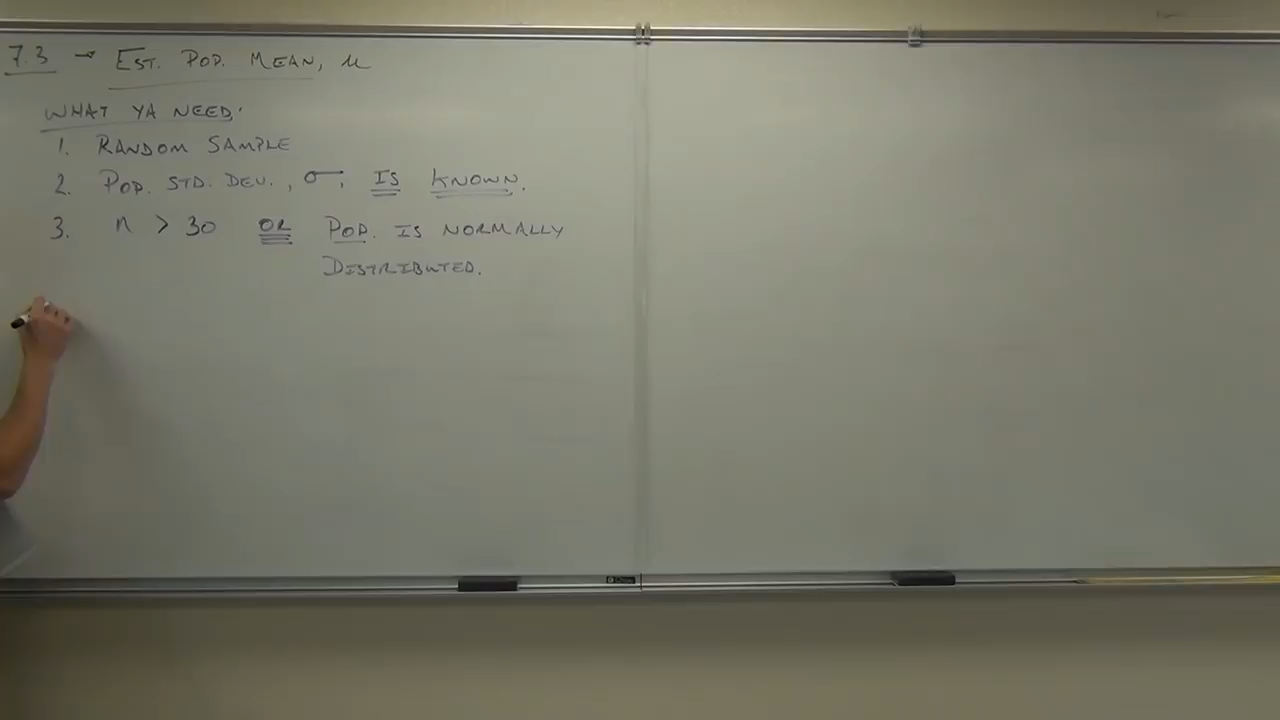 7.3 → EST. POP. MEAN, μ
WHAT YA NEED:
1. RANDOM SAMPLE
2. POP. STD. DEV., σ, IS KNOWN.
3. n > 30 OR POP. IS NORMALLY
DISTRIBUTED.